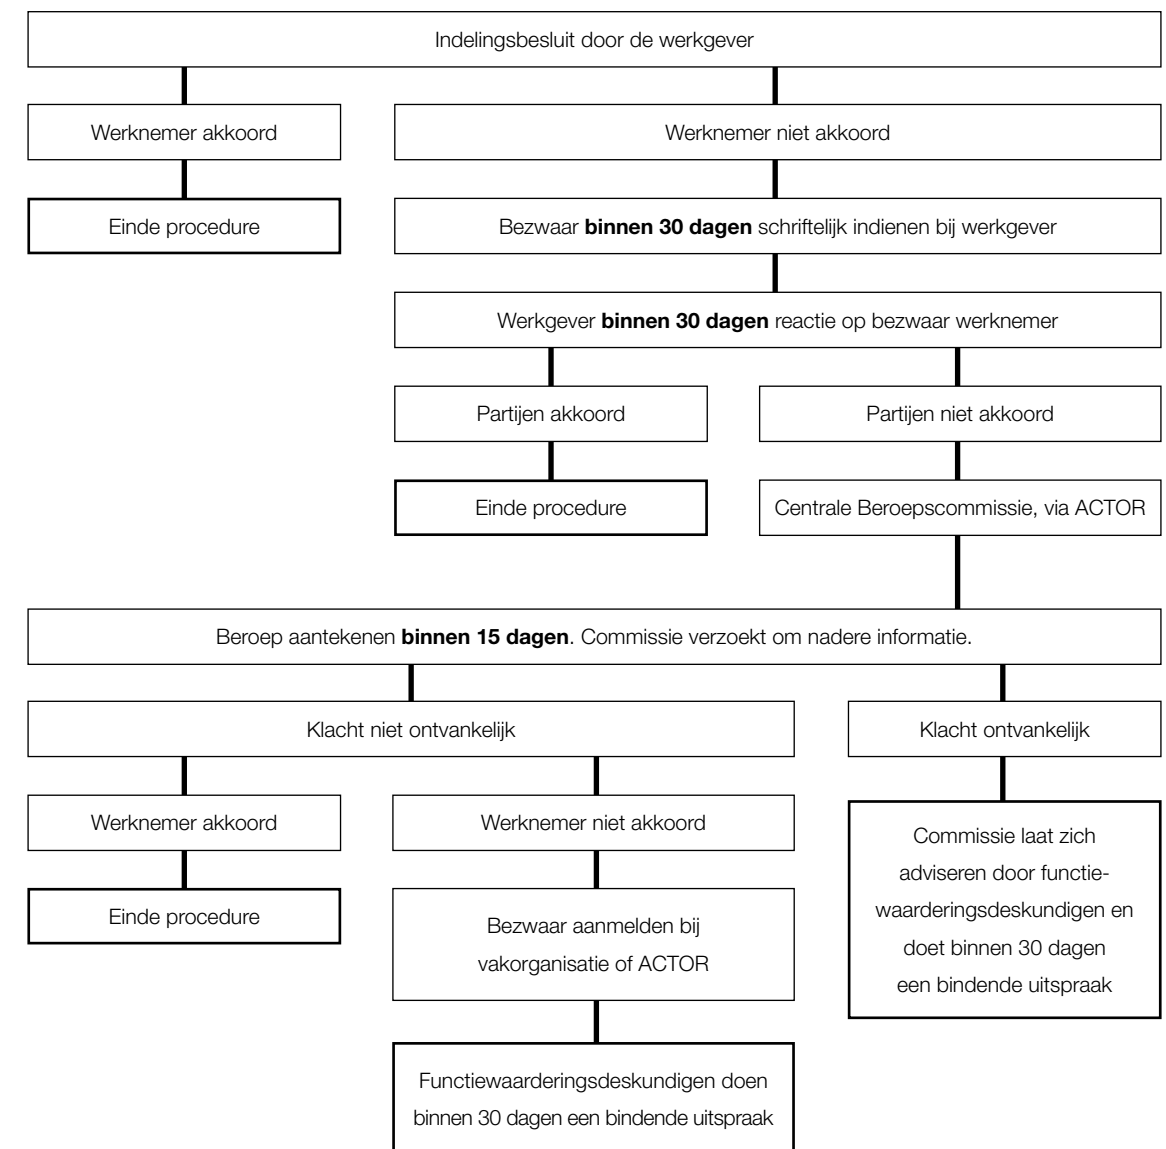 Indelingsbesluit door de werkgever
Werknemer akkoord
Werknemer niet akkoord
Einde procedure
Bezwaar binnen 30 dagen schriftelijk indienen bij werkgever
Werkgever binnen 30 dagen reactie op bezwaar werknemer
Partijen akkoord
Partijen niet akkoord
Einde procedure
Centrale Beroepscommissie, via ACTOR
Beroep aantekenen binnen 15 dagen. Commissie verzoekt om nadere informatie.
Klacht niet ontvankelijk
Klacht ontvankelijk
Werknemer akkoord
Werknemer niet akkoord
Commissie laat zich
adviseren door functie-
waarderingsdeskundigen en
doet binnen 30 dagen
een bindende uitspraak
Einde procedure
Bezwaar aanmelden bij
vakorganisatie of ACTOR
Functiewaarderingsdeskundigen doen
binnen 30 dagen een bindende uitspraak